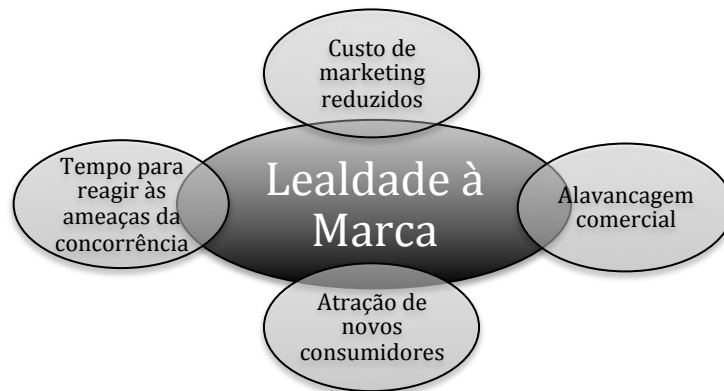 Custo de
marketing
reduzidos
Tempo para
reagir às
ameaças da
concorrência
Lealdade à
Marca
Alavancagem
comercial
Atração de
novos
consumidores